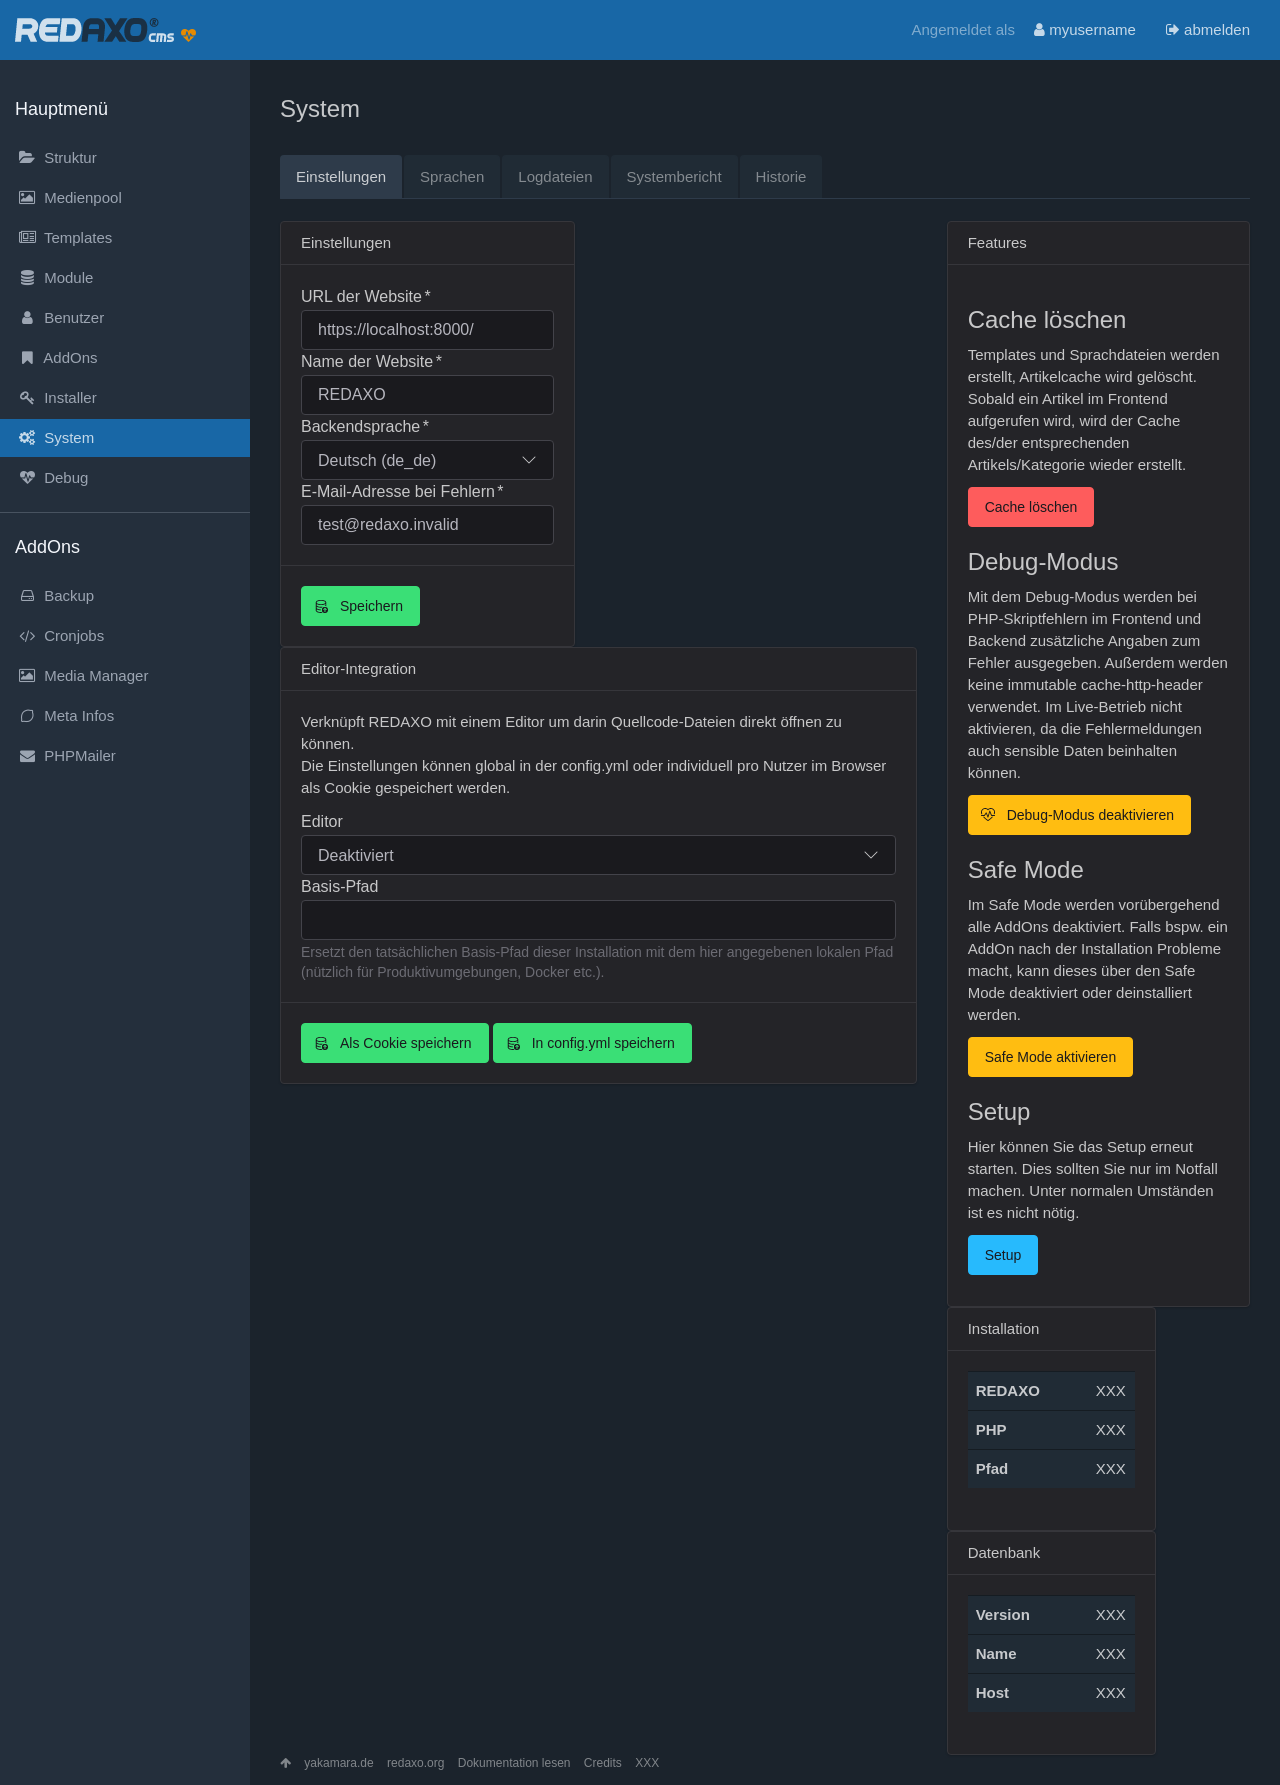 REDAXO® cms
Angemeldet als myusername abmelden
Hauptmenü
Struktur
Medienpool
Templates
Module
Benutzer
AddOns
Installer
System
Debug
AddOns
Backup
Cronjobs
Media Manager
Meta Infos
PHPMailer
System
Einstellungen Sprachen Logdateien Systembericht Historie
Einstellungen
URL der Website *
https://localhost:8000/
Name der Website *
REDAXO
Backendsprache *
Deutsch (de_de)
E-Mail-Adresse bei Fehlern *
test@redaxo.invalid
Speichern
Editor-Integration
Verknüpft REDAXO mit einem Editor um darin Quellcode-Dateien direkt öffnen zu
können.
Die Einstellungen können global in der config.yml oder individuell pro Nutzer im Browser
als Cookie gespeichert werden.
Editor
Deaktiviert
Basis-Pfad
Ersetzt den tatsächlichen Basis-Pfad dieser Installation mit dem hier angegebenen lokalen Pfad
(nützlich für Produktivumgebungen, Docker etc.).
Als Cookie speichern In config.yml speichern
Features
Cache löschen
Templates und Sprachdateien werden
erstellt, Artikelcache wird gelöscht.
Sobald ein Artikel im Frontend
aufgerufen wird, wird der Cache
des/der entsprechenden
Artikels/Kategorie wieder erstellt.
Cache löschen
Debug-Modus
Mit dem Debug-Modus werden bei
PHP-Skriptfehlern im Frontend und
Backend zusätzliche Angaben zum
Fehler ausgegeben. Außerdem werden
keine immutable cache-http-header
verwendet. Im Live-Betrieb nicht
aktivieren, da die Fehlermeldungen
auch sensible Daten beinhalten
können.
Debug-Modus deaktivieren
Safe Mode
Im Safe Mode werden vorübergehend
alle AddOns deaktiviert. Falls bspw. ein
AddOn nach der Installation Probleme
macht, kann dieses über den Safe
Mode deaktiviert oder deinstalliert
werden.
Safe Mode aktivieren
Setup
Hier können Sie das Setup erneut
starten. Dies sollten Sie nur im Notfall
machen. Unter normalen Umständen
ist es nicht nötig.
Setup
Installation
REDAXO XXX
PHP XXX
Pfad XXX
Datenbank
Version XXX
Name XXX
Host XXX
yakamara.de redaxo.org Dokumentation lesen Credits XXX